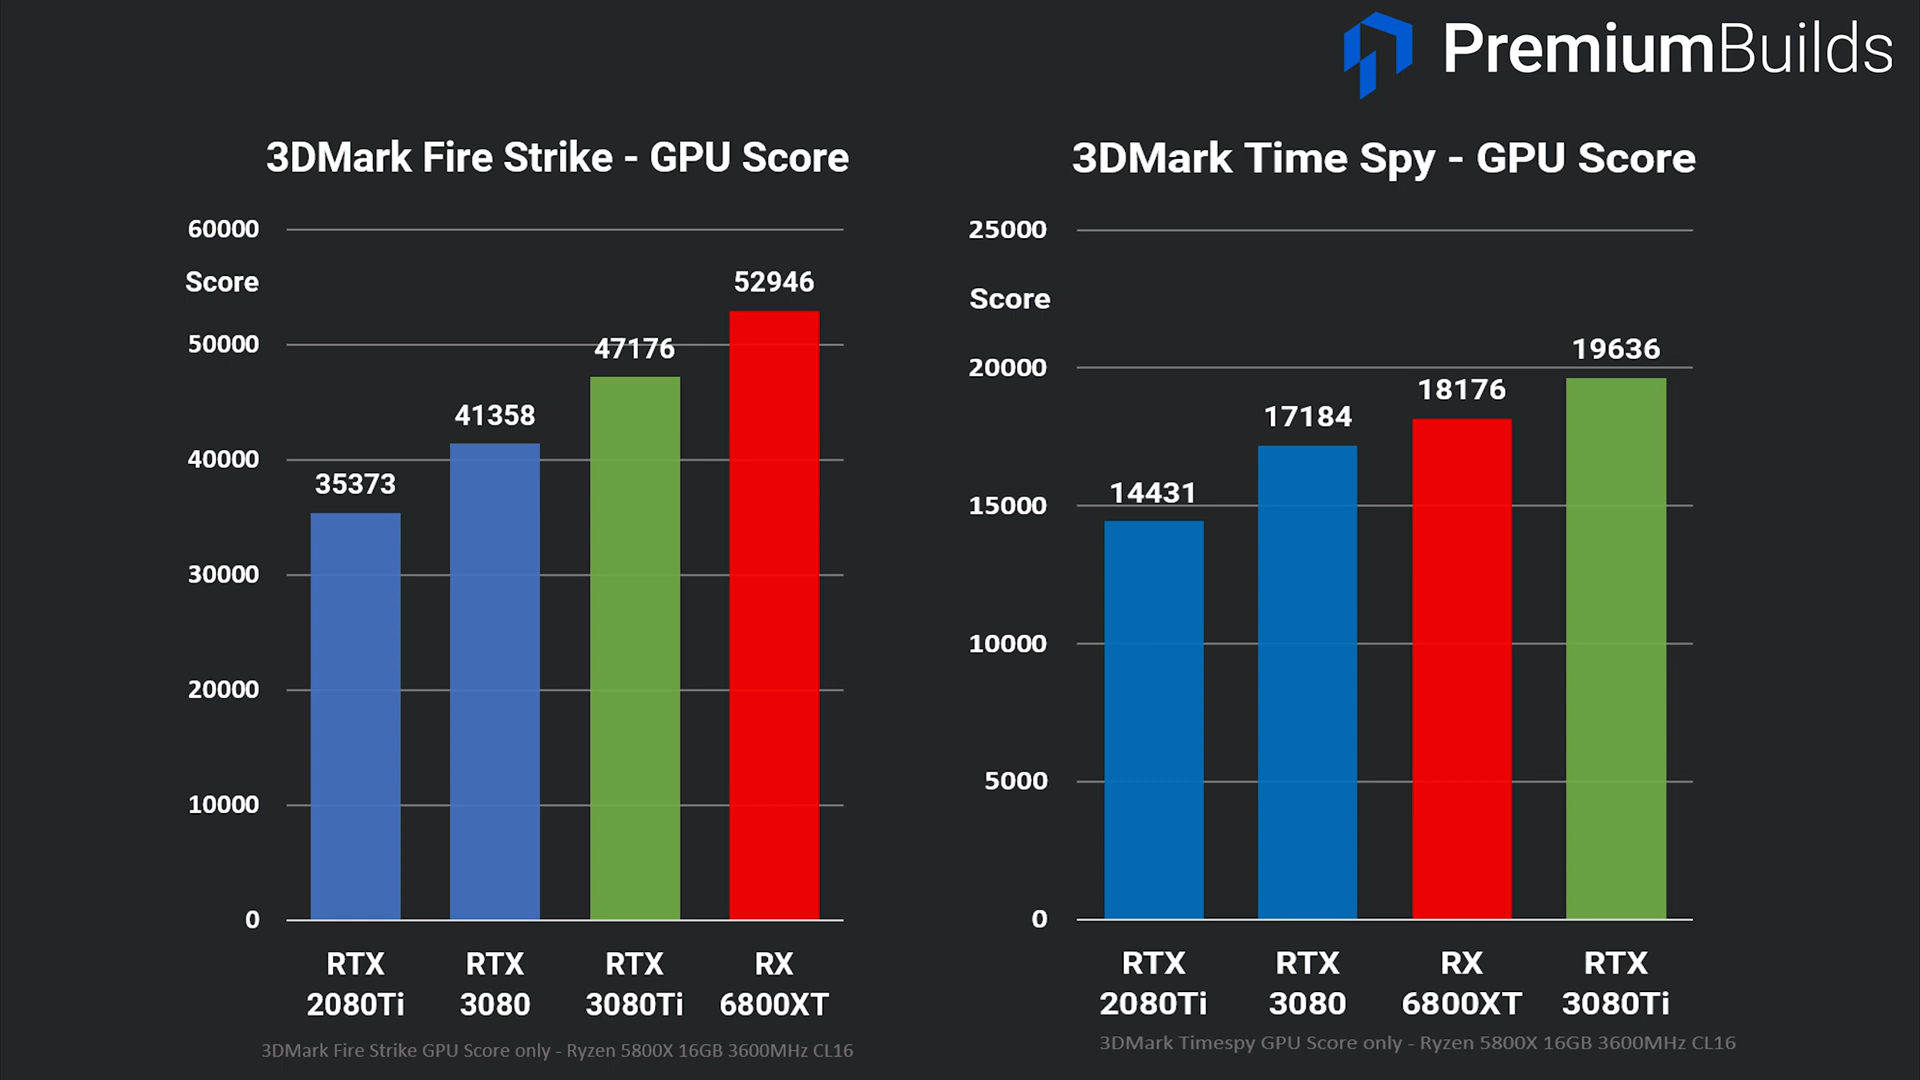 PremiumBuilds
3DMark Fire Strike - GPU Score
60000
Score
52946
50000
47176
41358
40000
35373
30000
20000
10000
0
RTX 2080Ti
RTX 3080
RTX 3080Ti
RX 6800XT
3DMark Fire Strike GPU Score only - Ryzen 5800X 16GB 3600MHz CL16
3DMark Time Spy - GPU Score
25000
Score
19636
20000
18176
17184
14431
15000
10000
5000
0
RTX 2080Ti
RTX 3080
RX 6800XT
RTX 3080Ti
3DMark Timespy GPU Score only - Ryzen 5800X 16GB 3600MHz CL16